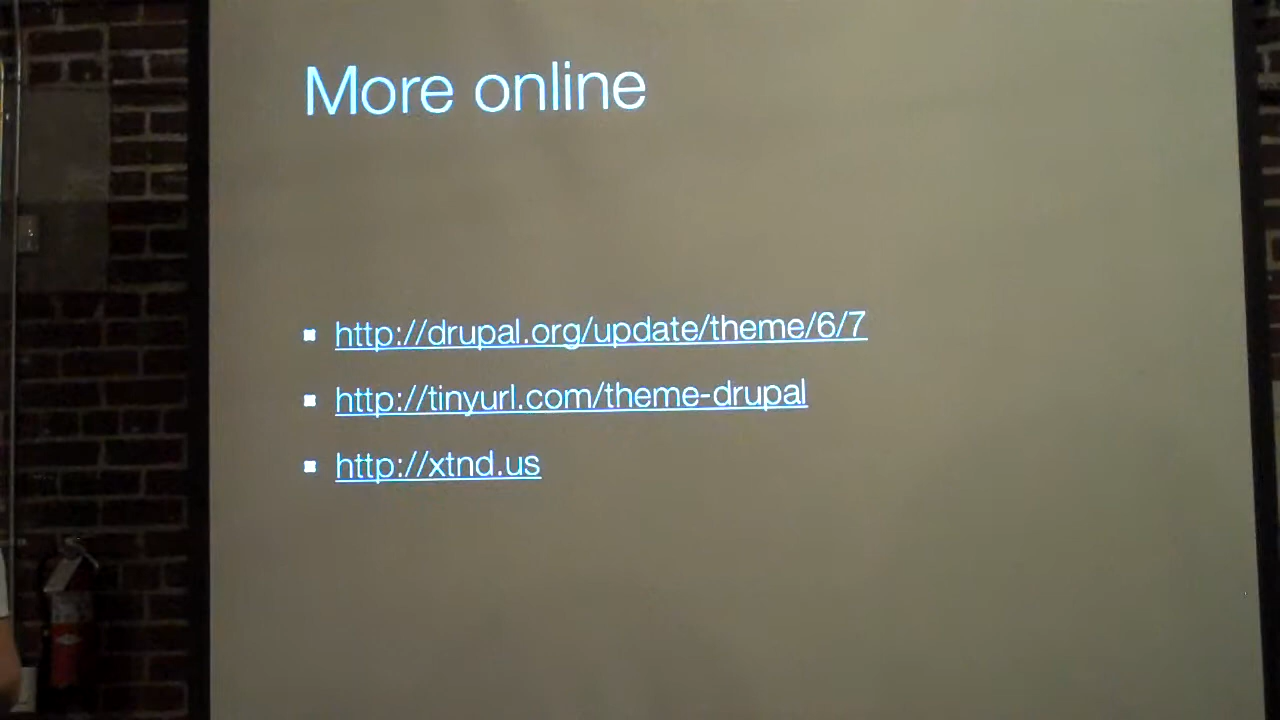 More online
http://drupal.org/update/theme/6/7
http://tinyurl.com/theme-drupal
http://xtnd.us